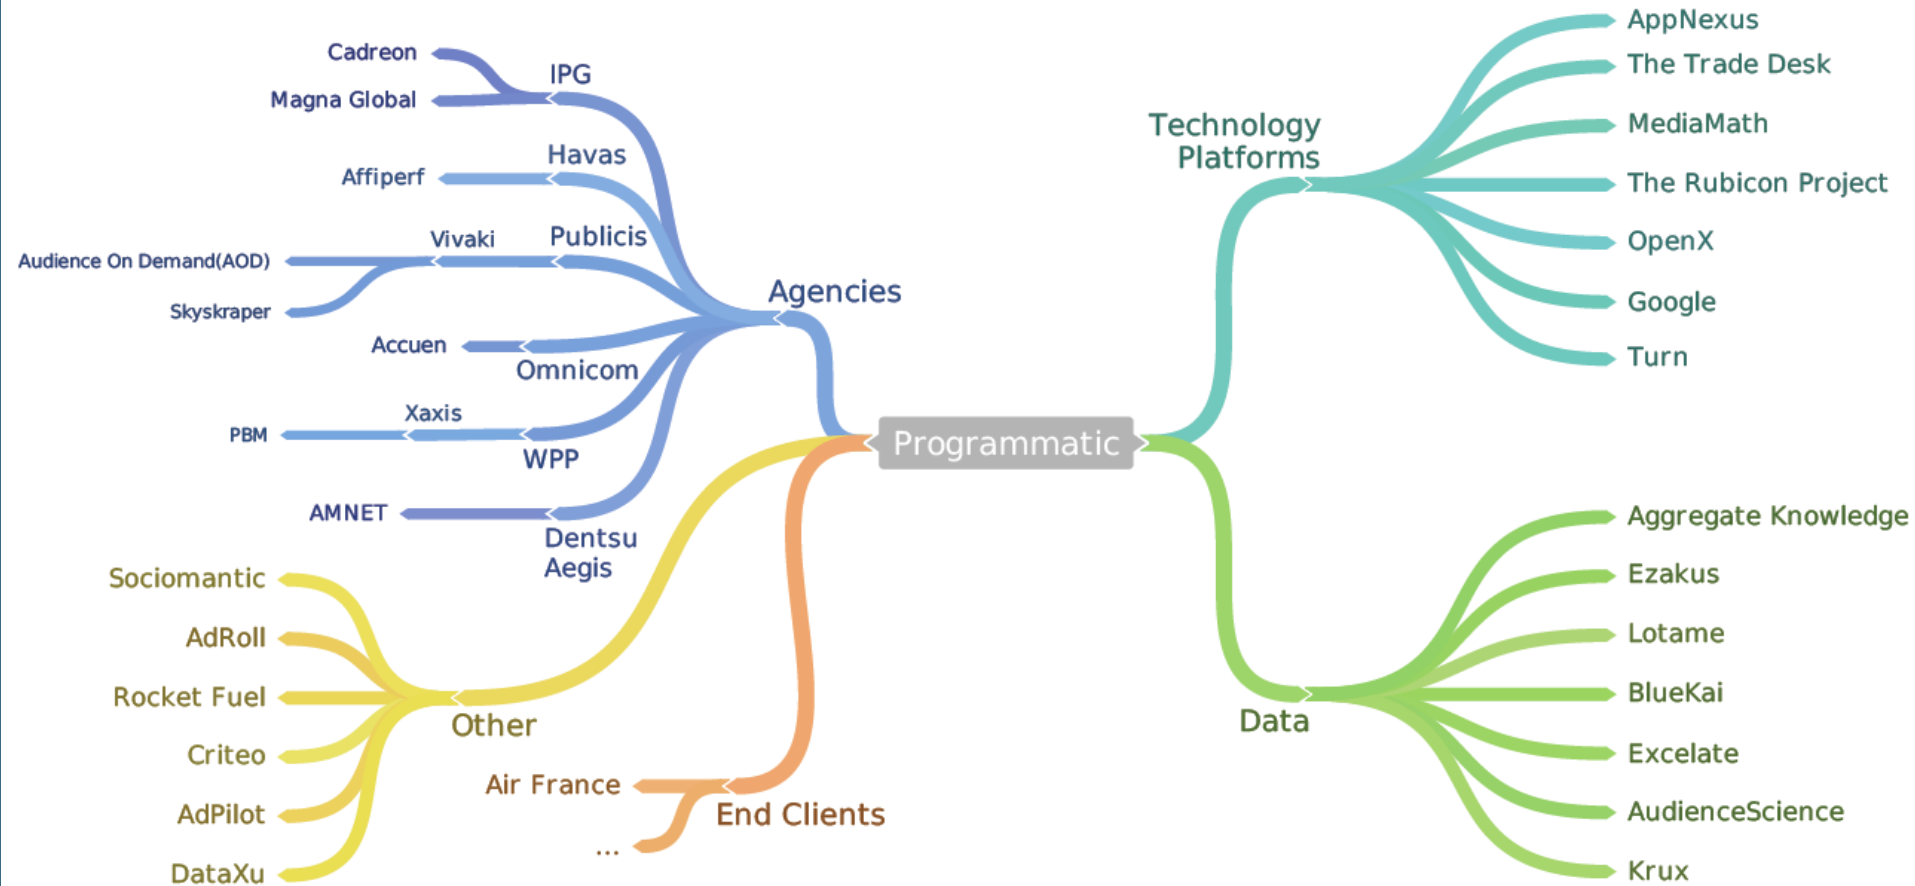 Programmatic
Agencies
IPG
Cadreon
Magna Global
Havas
Affiperf
Publicis
Vivaki
Audience On Demand(AOD)
Skyskraper
Omnicom
Accuen
WPP
Xaxis
PBM
Dentsu
Aegis
AMNET
Other
Sociomantic
AdRoll
Rocket Fuel
Criteo
AdPilot
DataXu
End Clients
Air France
...
Technology
Platforms
AppNexus
The Trade Desk
MediaMath
The Rubicon Project
OpenX
Google
Turn
Data
Aggregate Knowledge
Ezakus
Lotame
BlueKai
Excelate
AudienceScience
Krux